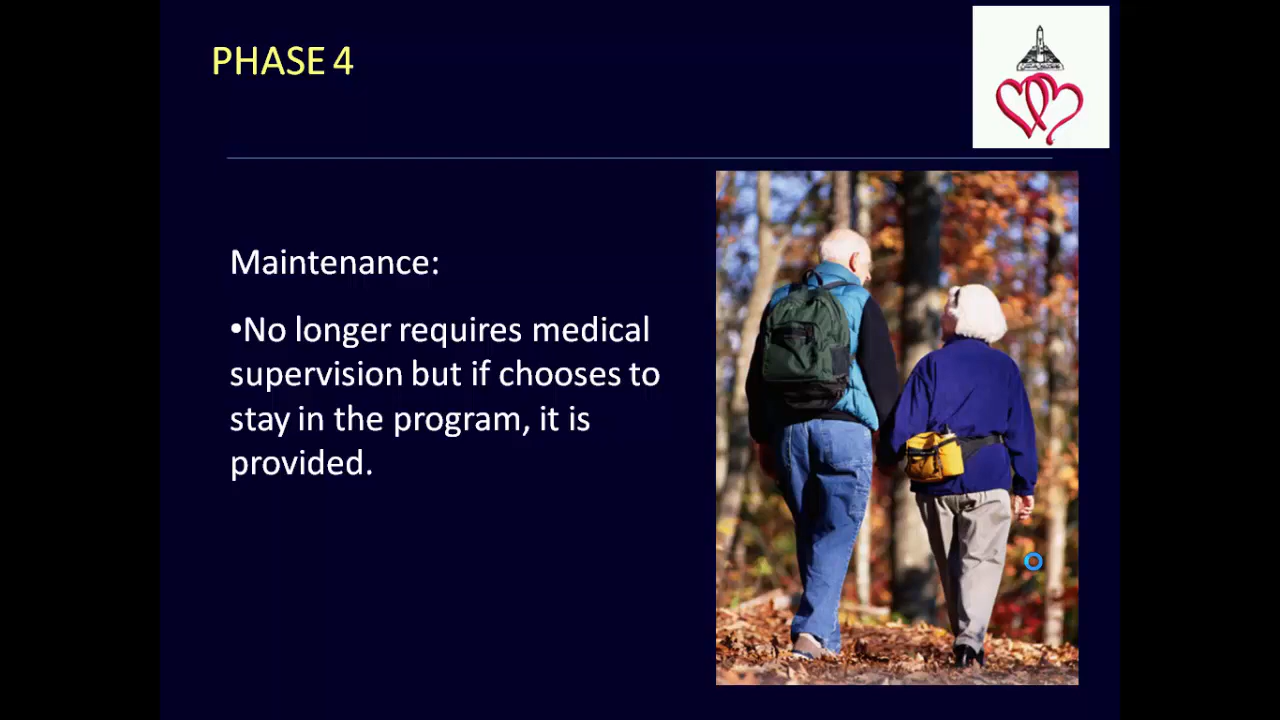 PHASE 4
Maintenance:
•No longer requires medical
supervision but if chooses to
stay in the program, it is
provided.